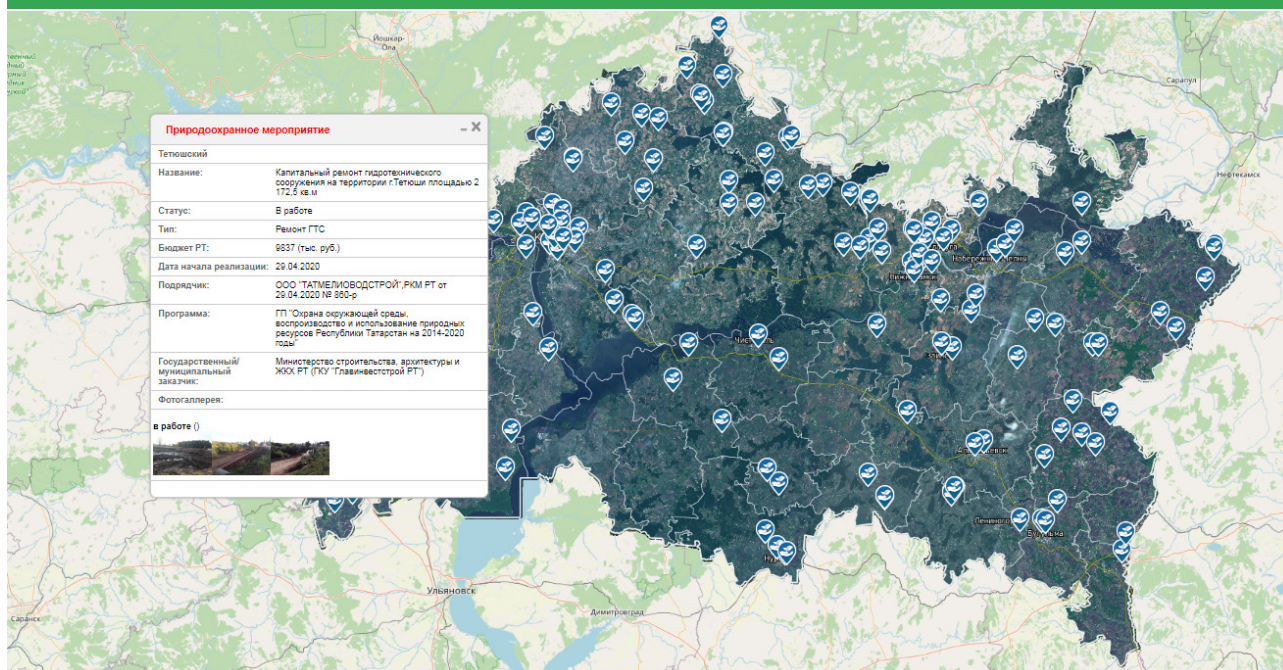 Природоохранное мероприятие
Тетюшский
Название: Капитальный ремонт гидротехнического
сооружения на территории г.Тетюши площадью 2
172,5 кв.м
Статус: В работе
Тип: Ремонт ГТС
Бюджет РТ: 9837 (тыс. руб.)
Дата начала реализации: 29.04.2020
Подрядчик: ООО "ТАТМЕЛИОВОДСТРОЙ",РКМ РТ от
29.04.2020 № 860-р
Программа: ГП "Охрана окружающей среды,
воспроизводство и использование природных
ресурсов Республики Татарстан на 2014-2020
годы"
Государственный/
муниципальный
заказчик:
Министерство строительства, архитектуры и
ЖКХ РТ (ГКУ "Главинвестстрой РТ")
Фотогаллерея:
в работе ()
Йошкар-
Ола
Сарапул
Нефтекамск
Ульяновск
Димитровград
Саранск